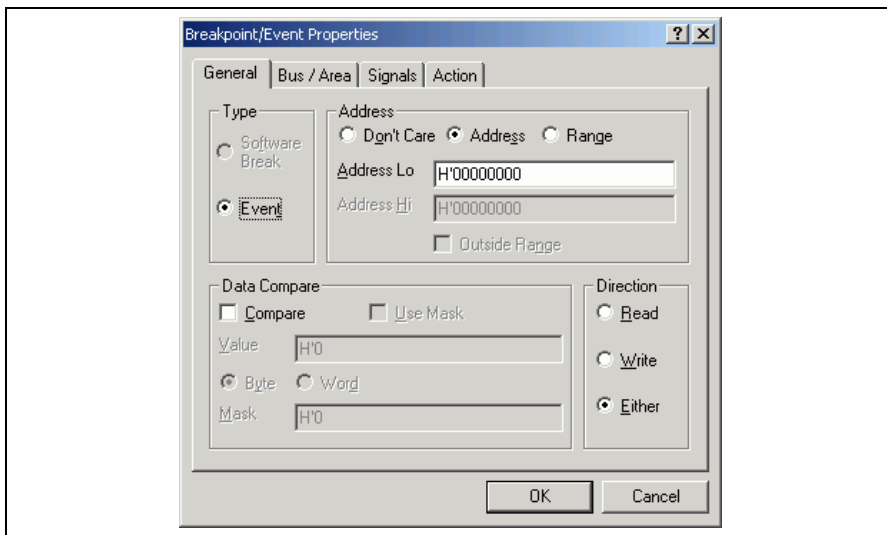 Breakpoint/Event Properties
General Bus / Area Signals Action
Type
Software
Break
Event
Address
Don't Care Address Range
Address Lo H'00000000
Address Hi H'00000000
Outside Range
Data Compare
Compare Use Mask
Value H'0
Byte Word
Mask H'0
Direction
Read
Write
Either
OK Cancel